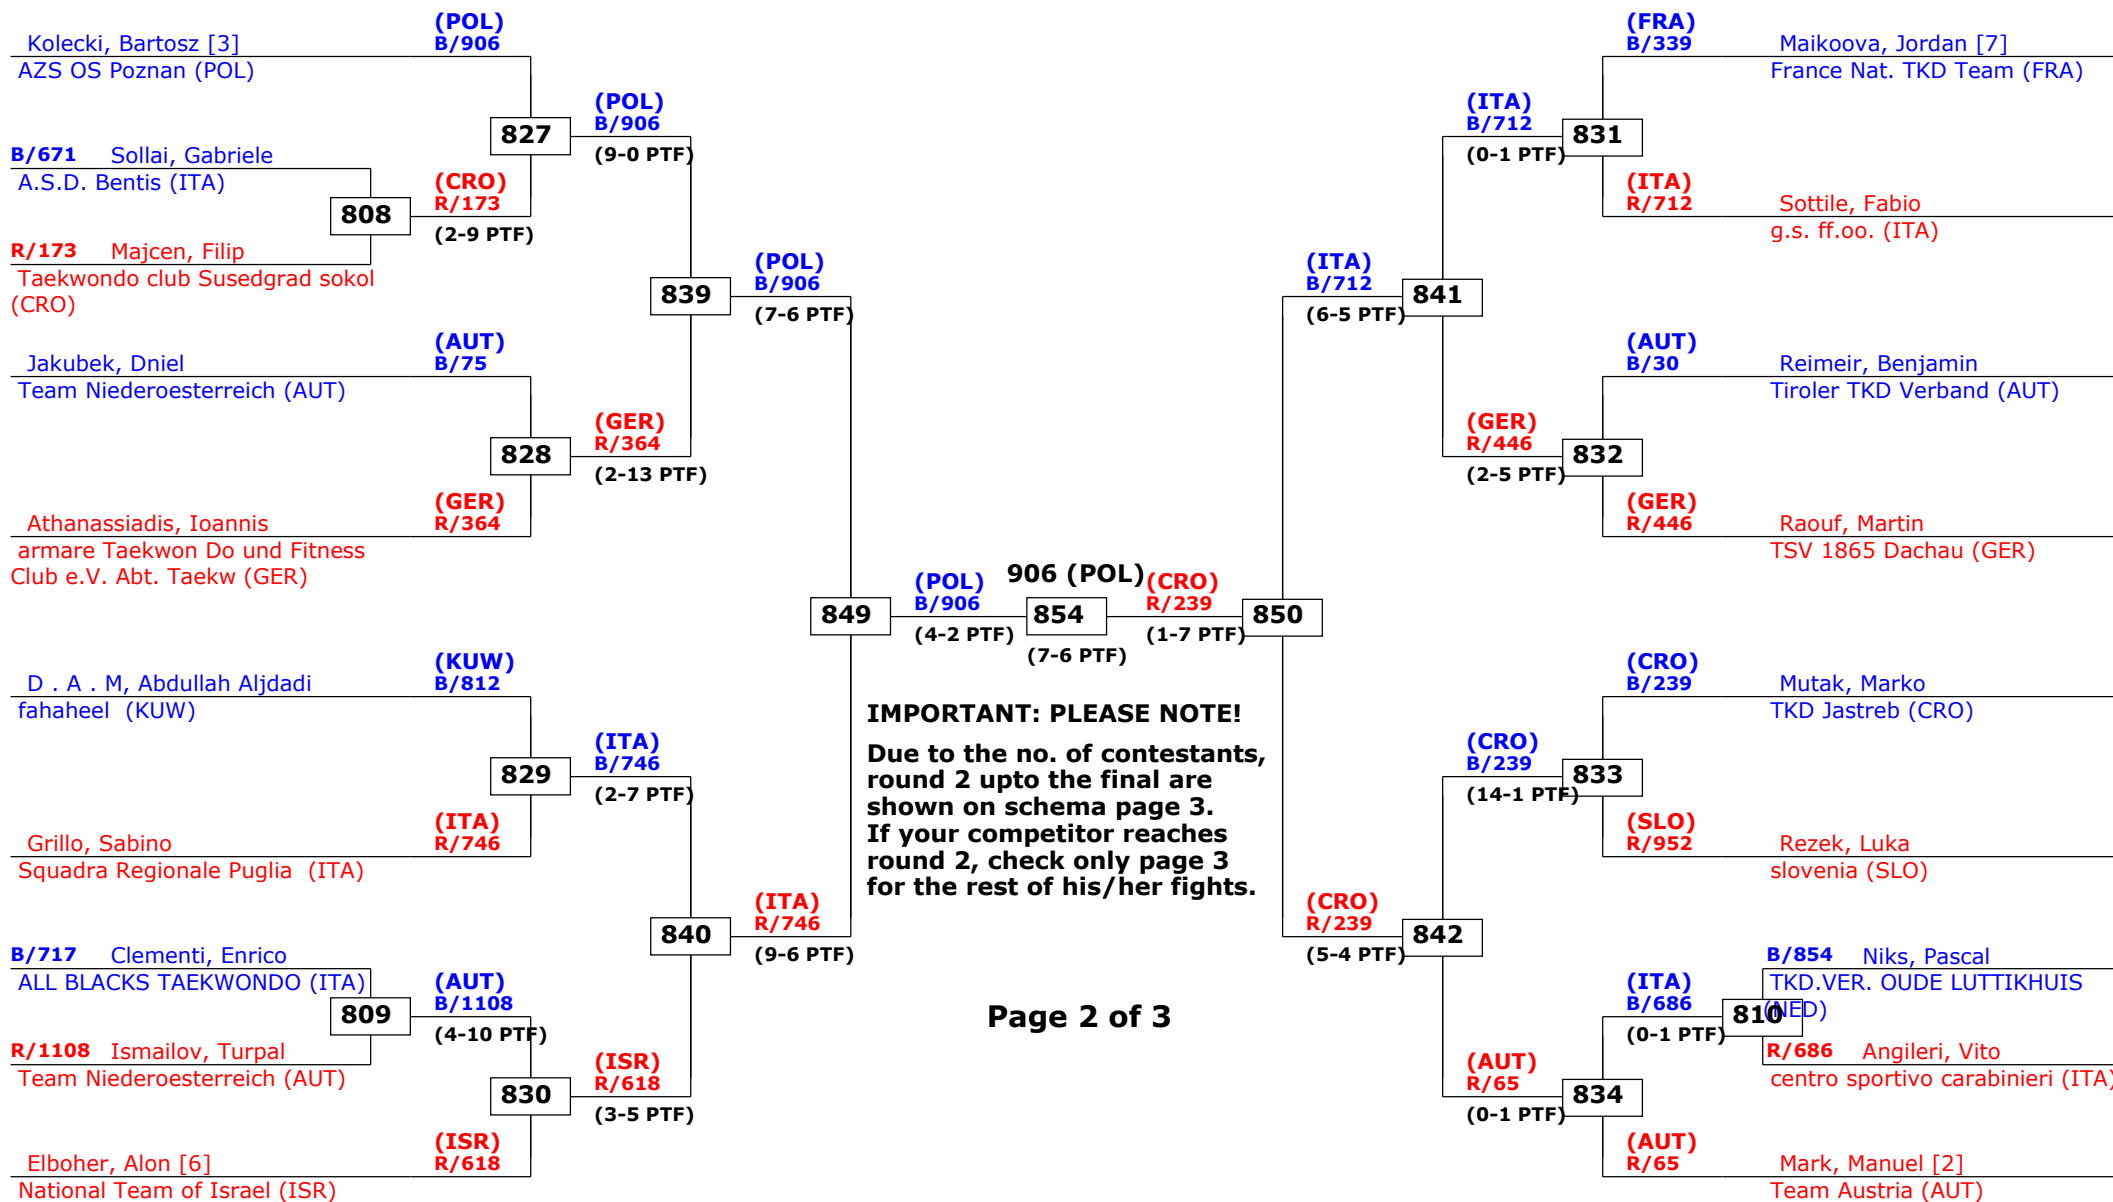 (POL)
B/906
Kolecki, Bartosz [3]
AZS OS Poznan (POL)
827
(POL)
B/906
(9-0 PTF)
B/671 Sollai, Gabriele
A.S.D. Bentis (ITA)
808
(CRO)
R/173
(2-9 PTF)
R/173 Majcen, Filip
Taekwondo club Susedgrad sokol
(CRO)
839
(POL)
B/906
(7-6 PTF)
(AUT)
B/75
Jakubek, Dniel
Team Niederoesterreich (AUT)
828
(GER)
R/364
(2-13 PTF)
(GER)
R/364
Athanassiadis, Ioannis
armare Taekwon Do und Fitness
Club e.V. Abt. Taekw (GER)
849
(POL)
B/906
(4-2 PTF)
906 (POL)
854
(7-6 PTF)
(CRO)
R/239
(1-7 PTF)
850
(KUW)
B/812
D . A . M, Abdullah Aljdadi
fahaheel (KUW)
829
(ITA)
B/746
(2-7 PTF)
(ITA)
R/746
Grillo, Sabino
Squadra Regionale Puglia (ITA)
840
(ITA)
R/746
(9-6 PTF)
B/717 Clementi, Enrico
ALL BLACKS TAEKWONDO (ITA)
809
(AUT)
B/1108
(4-10 PTF)
R/1108 Ismailov, Turpal
Team Niederoesterreich (AUT)
830
(ISR)
R/618
(3-5 PTF)
(ISR)
R/618
Elboher, Alon [6]
National Team of Israel (ISR)
IMPORTANT: PLEASE NOTE!
Due to the no. of contestants,
round 2 upto the final are
shown on schema page 3.
If your competitor reaches
round 2, check only page 3
for the rest of his/her fights.
Page 2 of 3
(FRA)
B/339
Maikoova, Jordan [7]
France Nat. TKD Team (FRA)
(ITA)
B/712
(0-1 PTF)
831
(ITA)
R/712
Sottile, Fabio
g.s. ff.oo. (ITA)
(ITA)
B/712
(6-5 PTF)
841
(AUT)
B/30
Reimeir, Benjamin
Tiroler TKD Verband (AUT)
(GER)
R/446
(2-5 PTF)
832
(GER)
R/446
Raouf, Martin
TSV 1865 Dachau (GER)
(CRO)
B/239
Mutak, Marko
TKD Jastreb (CRO)
(CRO)
B/239
(14-1 PTF)
833
(SLO)
R/952
Rezek, Luka
slovenia (SLO)
(CRO)
R/239
(5-4 PTF)
842
B/854 Niks, Pascal
TKD.VER. OUDE LUTTIKHUIS
(NED)
(ITA)
B/686
(0-1 PTF)
810
R/686 Angileri, Vito
centro sportivo carabinieri (ITA)
(AUT)
R/65
(0-1 PTF)
834
(AUT)
R/65
Mark, Manuel [2]
Team Austria (AUT)